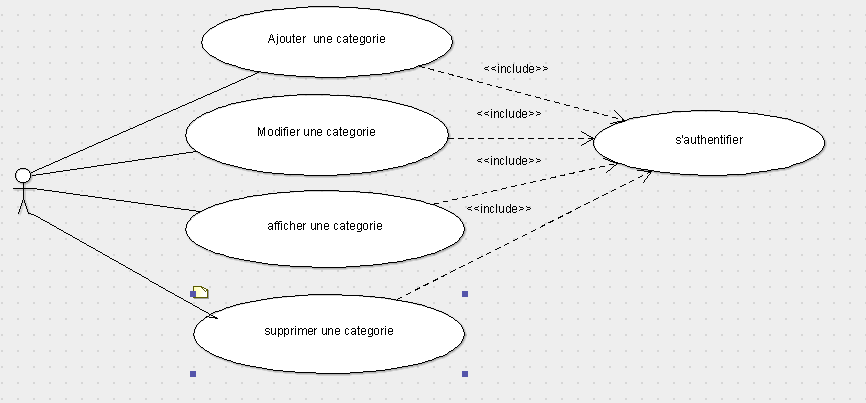 Ajouter  une categorie
<<include>>
<<include>>
Modifier une categorie
s'authentifier
<<include>>
<<include>>
afficher une categorie
supprimer une categorie